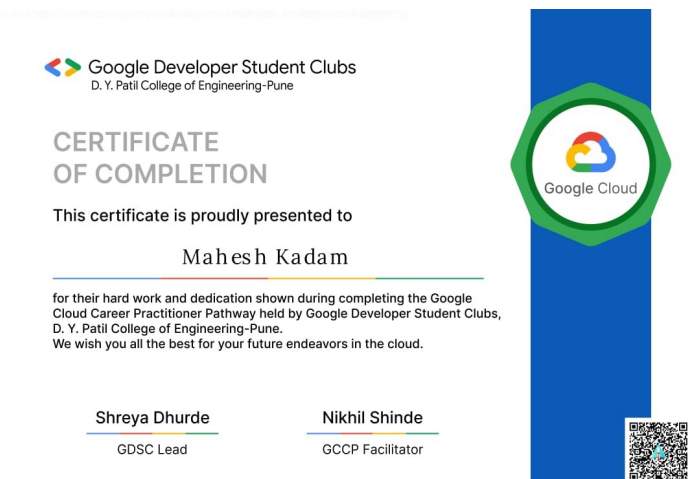 Google Developer Student Clubs
D. Y. Patil College of Engineering-Pune
CERTIFICATE
OF COMPLETION
This certificate is proudly presented to
Mahesh Kadam
for their hard work and dedication shown during completing the Google
Cloud Career Practitioner Pathway held by Google Developer Student Clubs,
D. Y. Patil College of Engineering-Pune.
We wish you all the best for your future endeavors in the cloud.
Google Cloud
Shreya Dhurde
GDSC Lead
Nikhil Shinde
GCCP Facilitator